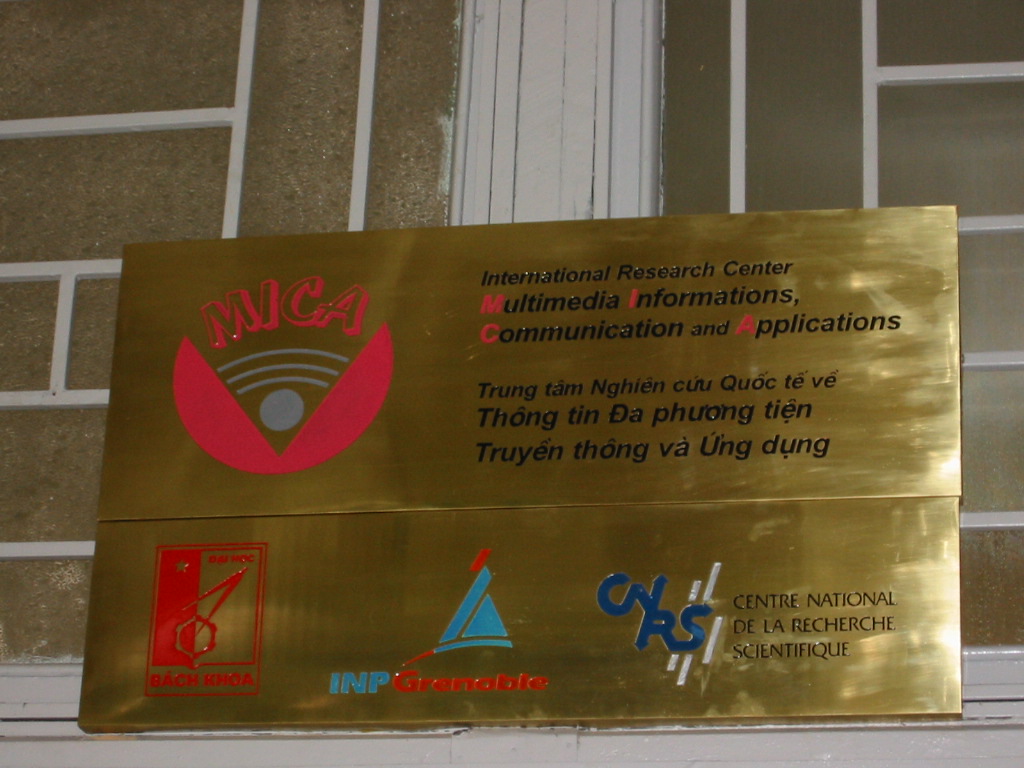 MICA
International Research Center
Multimedia Informations,
Communication and Applications
Trung tâm Nghiên cứu Quốc tế về
Thông tin Đa phương tiện
Truyền thông và Ứng dụng
ĐẠI HỌC
BÁCH KHOA
INP Grenoble
CNRS
CENTRE NATIONAL
DE LA RECHERCHE
SCIENTIFIQUE